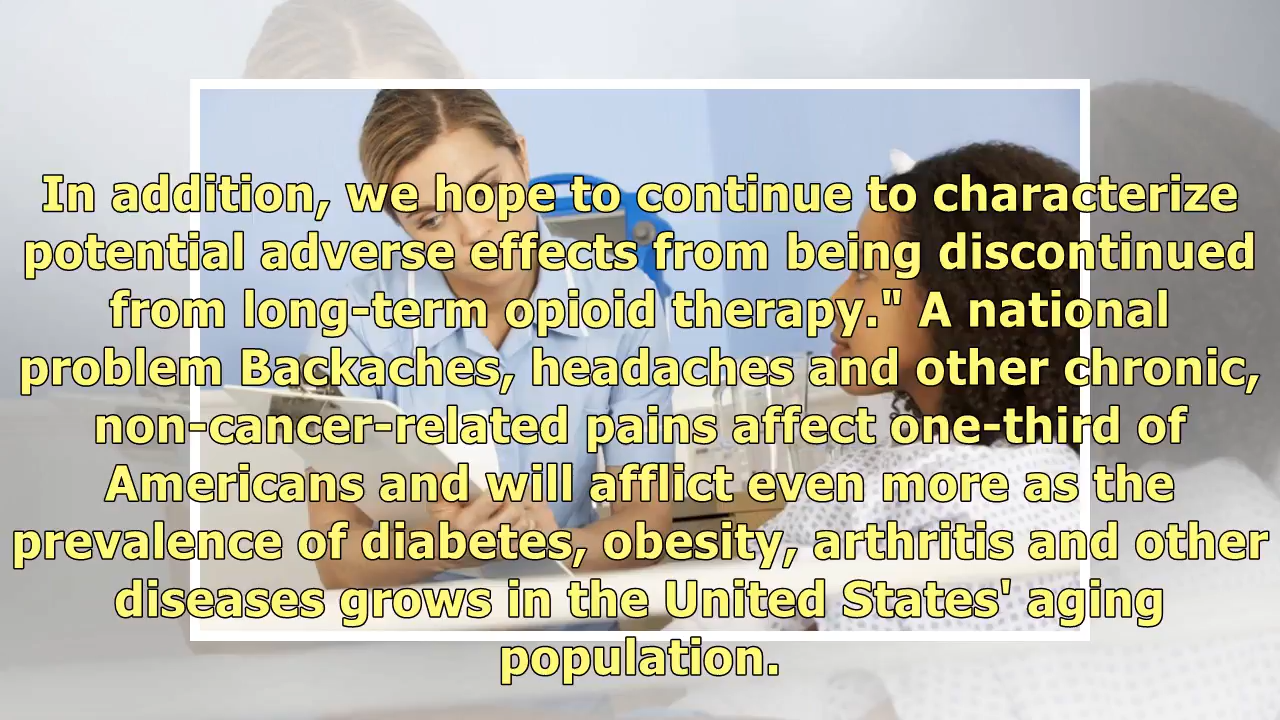 In addition, we hope to continue to characterize
potential adverse effects from being discontinued
from long-term opioid therapy." A national
problem Backaches, headaches and other chronic,
non-cancer-related pains affect one-third of
Americans and will afflict even more as the
prevalence of diabetes, obesity, arthritis and other
diseases grows in the United States' aging
population.